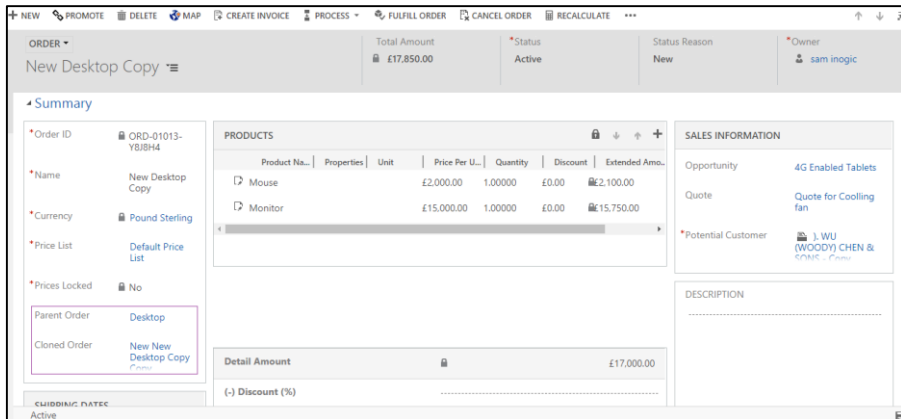 NEW PROMOTE DELETE MAP CREATE INVOICE PROCESS FULFILL ORDER CANCEL ORDER RECALCULATE •••
ORDER
New Desktop Copy
Total Amount
£17,850.00
*Status
Active
Status Reason
New
*Owner
sam inogic
Summary
*Order ID
ORD-01013-
Y8J8H4
*Name
New Desktop
Copy
*Currency
Pound Sterling
*Price List
Default Price
List
*Prices Locked
No
Parent Order
Desktop
Cloned Order
New New
Desktop Copy
Copy
SHIPPING DATES
PRODUCTS
Product Na... Properties Unit Price Per U... Quantity Discount Extended Amo..
Mouse £2,000.00 1.00000 £0.00 £2,100.00
Monitor £15,000.00 1.00000 £0.00 £15,750.00
Detail Amount £17,000.00
(-) Discount (%)
SALES INFORMATION
Opportunity
4G Enabled Tablets
Quote
Quote for Coolling
fan
*Potential Customer
). WU
(WOODY) CHEN &
SONS - Copy
DESCRIPTION
Active